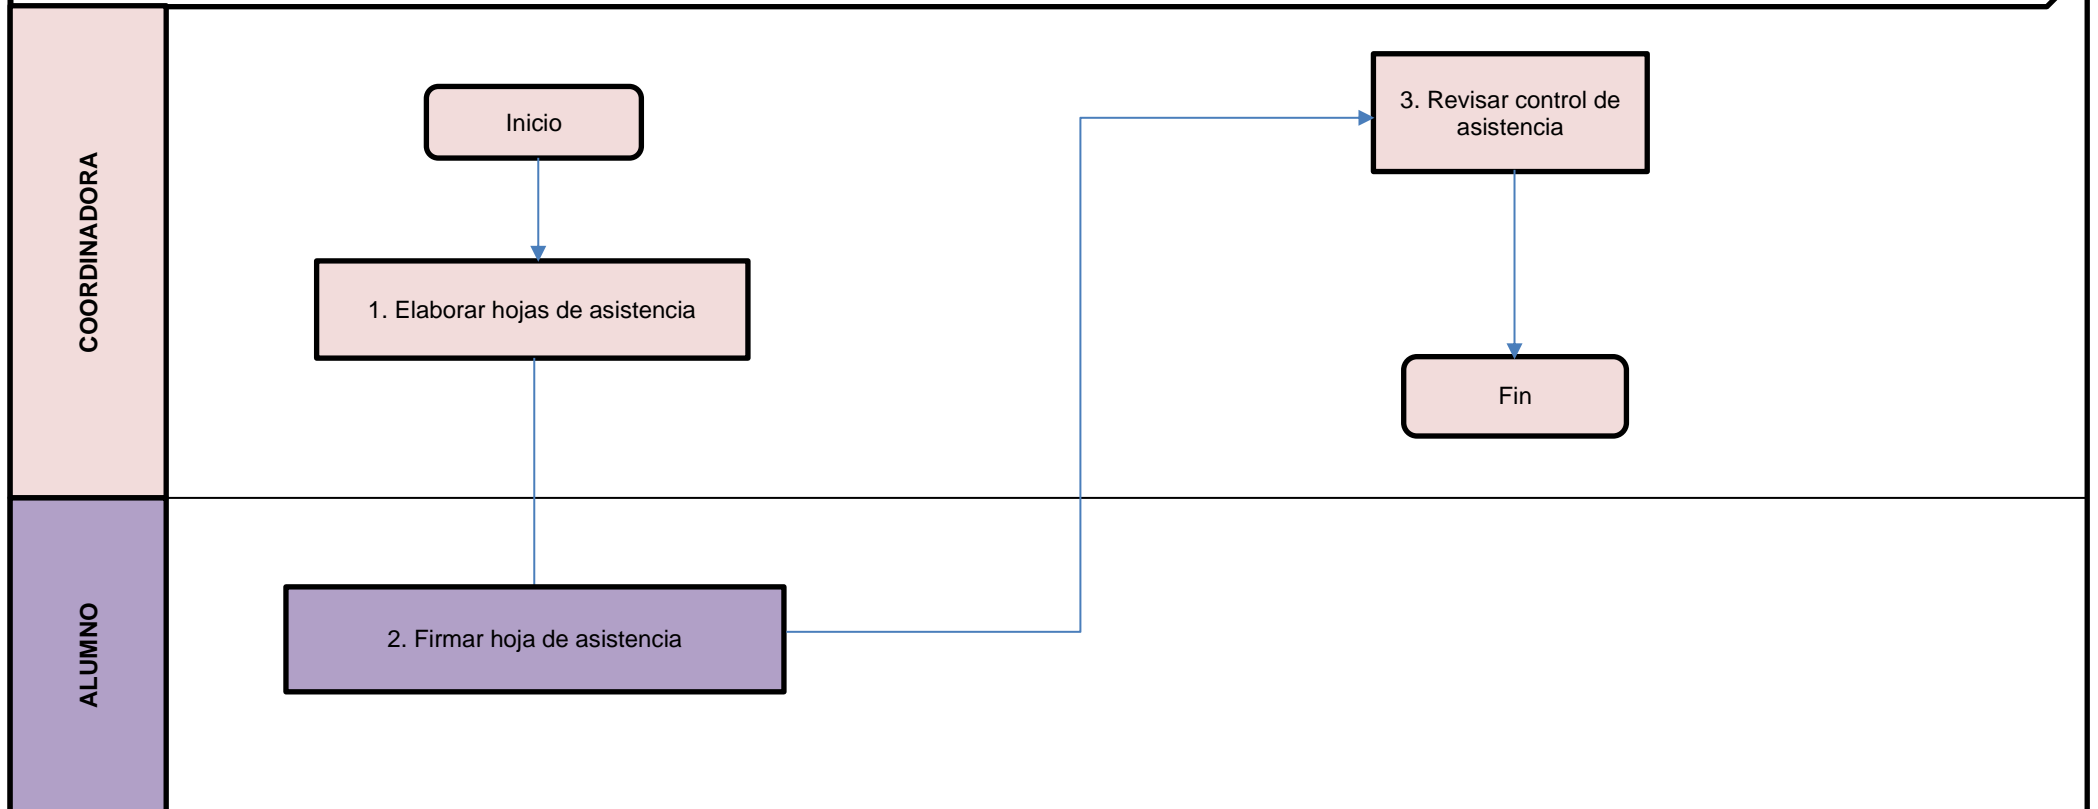 COORDINADORA
Inicio
1. Elaborar hojas de asistencia
3. Revisar control de
asistencia
Fin
ALUMNO
2. Firmar hoja de asistencia